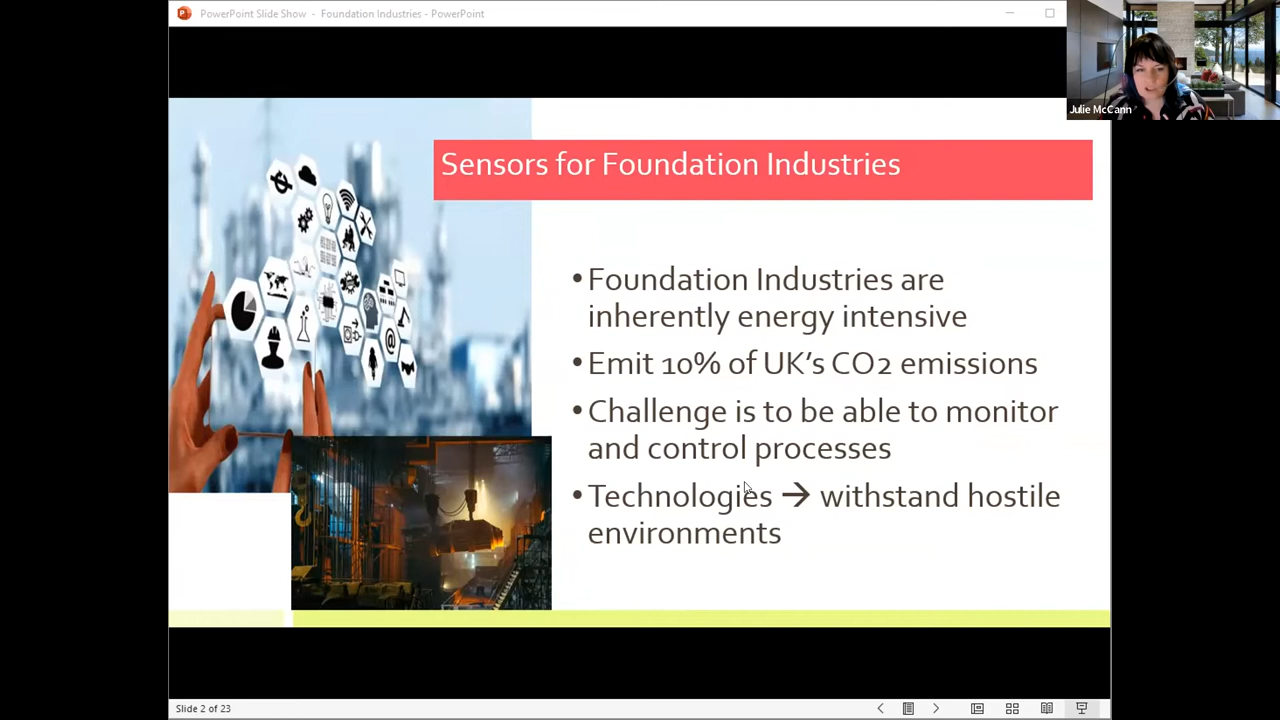 PowerPoint Slide Show - Foundation Industries - PowerPoint
Julie McCann
Sensors for Foundation Industries
• Foundation Industries are
inherently energy intensive
• Emit 10% of UK’s CO2 emissions
• Challenge is to be able to monitor
and control processes
• Technologies → withstand hostile
environments
Slide 2 of 23